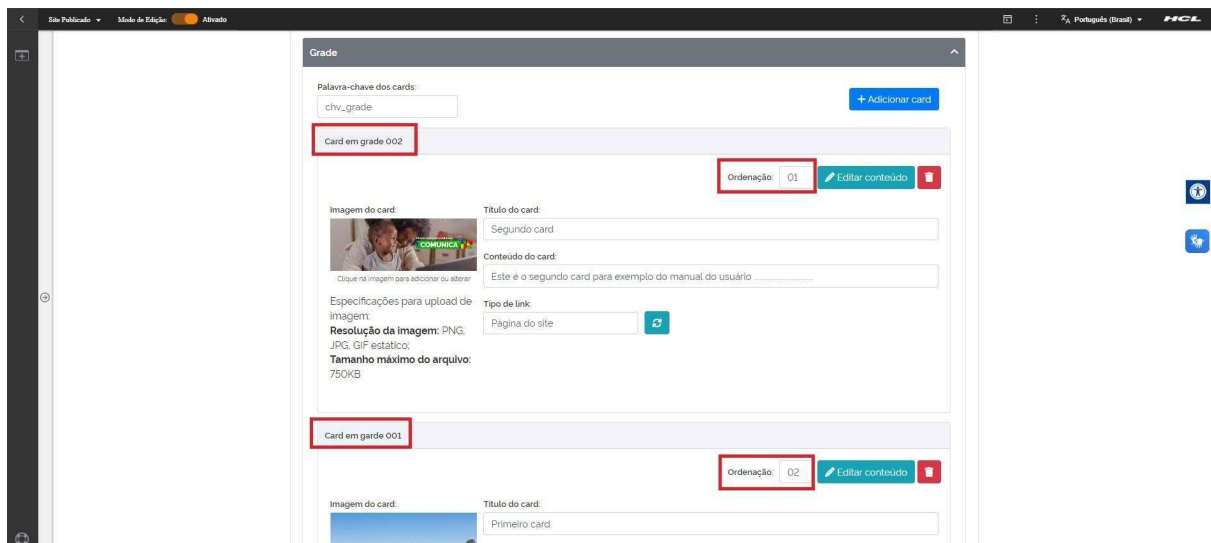 Site Publicado Modo de Edição: Ativado Português (Brasil) HCL
Grade
Palavra-chave dos cards:
chv_grade
+ Adicionar card
Card em grade 002
Ordenação: 01 Editar conteúdo
Imagem do card:
COMUNICA
Clique na imagem para adicionar ou alterar
Título do card:
Segundo card
Conteúdo do card:
Este é o segundo card para exemplo do manual do usuário ..............................
Tipo de link:
Página do site
Especificações para upload de
imagem:
Resolução da imagem: PNG,
JPG, GIF estático;
Tamanho máximo do arquivo:
750KB
Card em garde 001
Ordenação: 02 Editar conteúdo
Imagem do card:
Título do card:
Primeiro card